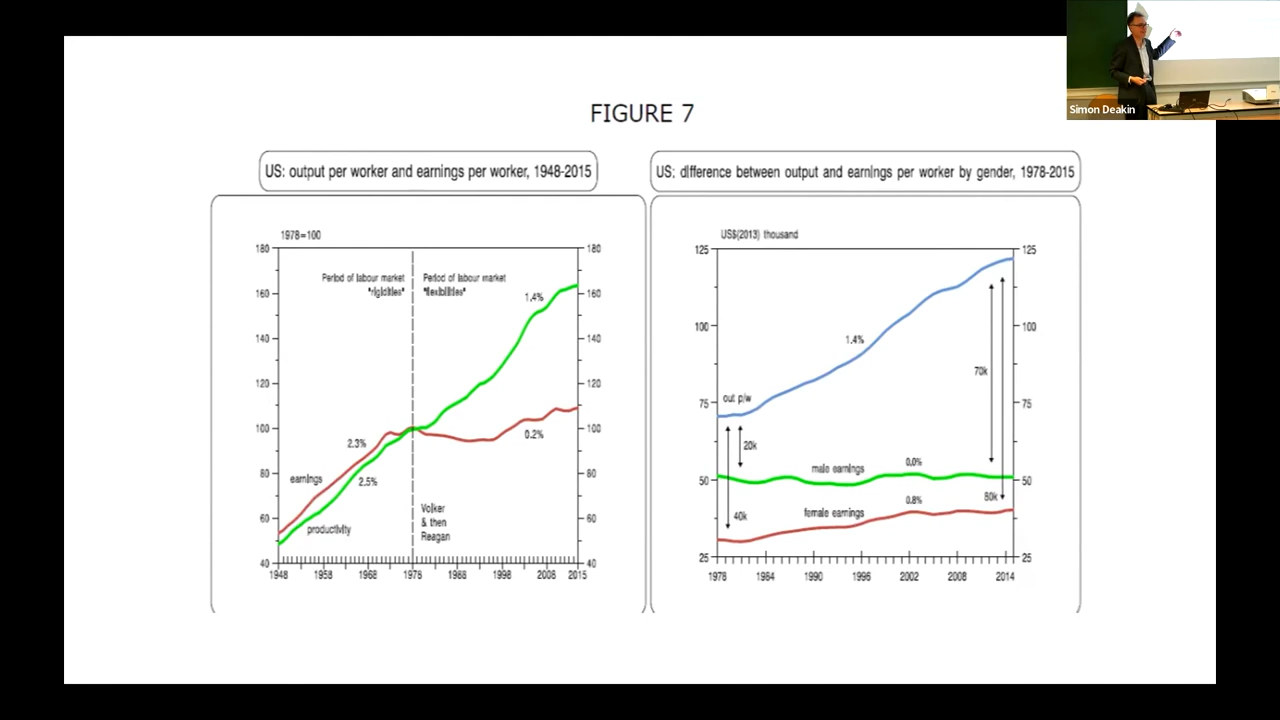 Simon Deakin
FIGURE 7
US: output per worker and earnings per worker, 1948-2015
1978=100
180
160
140
120
100
80
60
40
180
160
140
120
100
80
60
40
Period of labour market
"rigidities"
Period of labour market
"flexibilities"
1.4%
2.3%
0.2%
earnings
2.5%
productivity
Volker
& then
Reagan
1948
1958
1968
1978
1988
1998
2008
2015
US; difference between output and earnings per worker by gender, 1978-2015
US$(2013) thousand
125
100
75
50
25
125
100
75
50
25
1.4%
70k
out p/w
20k
male earnings
0.0%
80k
female earnings
0.8%
40k
1978
1984
1990
1996
2002
2008
2014